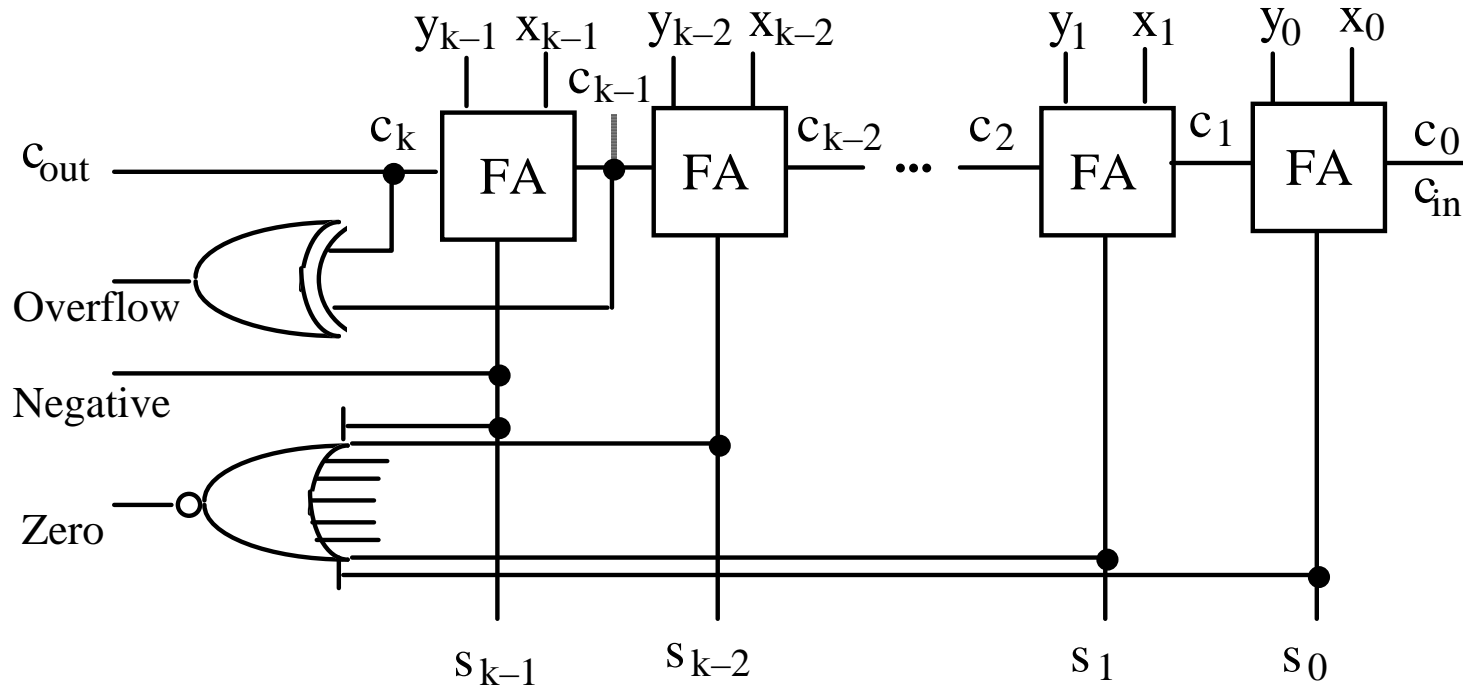 yk–1 xk–1 yk–2 xk–2 y1 x1 y0 x0
ck–1
cout ck FA FA ck–2 ... c2 FA c1 FA c0
cin
Overflow
Negative
Zero
sk–1 sk–2 s1 s0